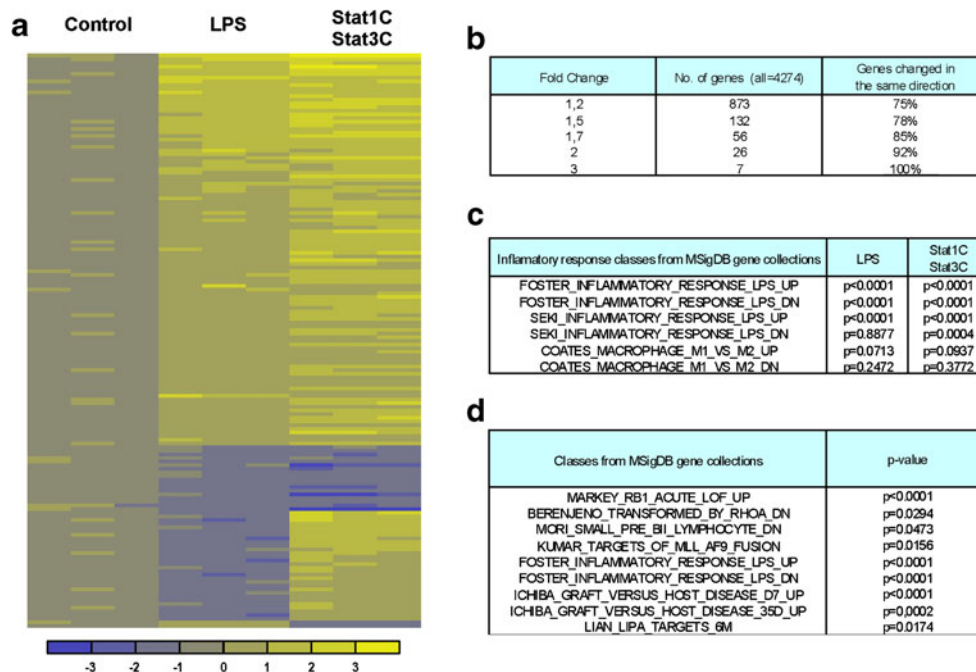 a
Control LPS Stat1C
Stat3C
-3 -2 -1 0 1 2 3
b
Fold Change No. of genes (all=4274) Genes changed in
the same direction
1,2 873 75%
1,5 132 78%
1,7 56 85%
2 26 92%
3 7 100%
c
Inflamatory response classes from MSigDB gene collections LPS Stat1C
Stat3C
FOSTER_INFLAMMATORY_RESPONSE_LPS_UP p<0.0001 p<0.0001
FOSTER_INFLAMMATORY_RESPONSE_LPS_DN p<0.0001 p<0.0001
SEKI_INFLAMMATORY_RESPONSE_LPS_UP p<0.0001 p<0.0001
SEKI_INFLAMMATORY_RESPONSE_LPS_DN p=0.8877 p=0.0004
COATES_MACROPHAGE_M1_VS_M2_UP p=0.0713 p=0.0937
COATES_MACROPHAGE_M1_VS_M2_DN p=0.2472 p=0.3772
d
Classes from MSigDB gene collections p-value
MARKEY_RB1_ACUTE_LOF_UP p<0.0001
BERENJENO_TRANSFORMED_BY_RHOA_DN p=0.0294
MORI_SMALL_PRE_BII_LYMPHOCYTE_DN p=0.0473
KUMAR_TARGETS_OF_MLL_AF9_FUSION p=0.0156
FOSTER_INFLAMMATORY_RESPONSE_LPS_UP p<0.0001
FOSTER_INFLAMMATORY_RESPONSE_LPS_DN p<0.0001
ICHIBA_GRAFT_VERSUS_HOST_DISEASE_D7_UP p<0.0001
ICHIBA_GRAFT_VERSUS_HOST_DISEASE_35D_UP p=0,0002
LIAN_LIPA_TARGETS_6M p=0.0174